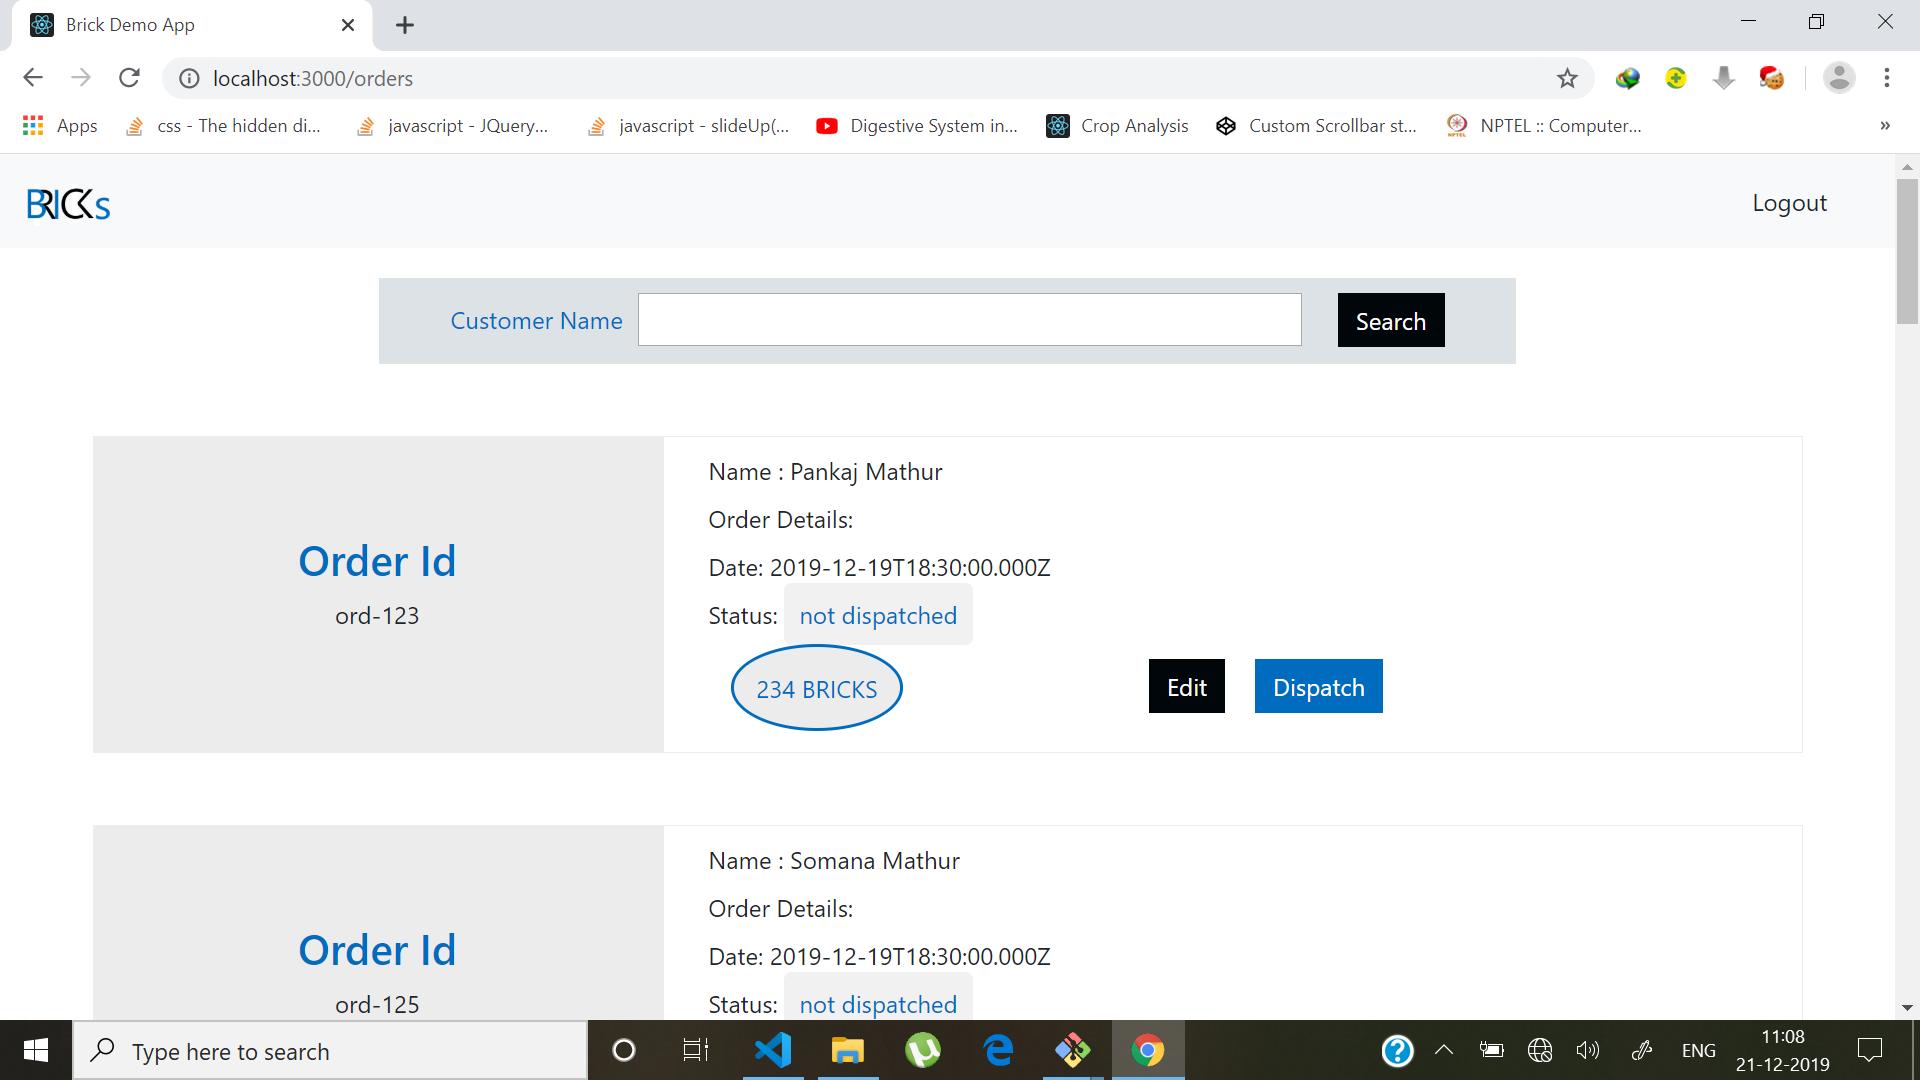 Brick Demo App
localhost:3000/orders
Apps css - The hidden di... javascript - JQuery... javascript - slideUp(... Digestive System in... Crop Analysis Custom Scrollbar st... NPTEL :: Computer... »
BRICKs Logout
Customer Name Search
Order Id
ord-123
Name : Pankaj Mathur
Order Details:
Date: 2019-12-19T18:30:00.000Z
Status: not dispatched
234 BRICKS Edit Dispatch
Order Id
ord-125
Name : Somana Mathur
Order Details:
Date: 2019-12-19T18:30:00.000Z
Status: not dispatched
Type here to search
ENG
11:08
21-12-2019